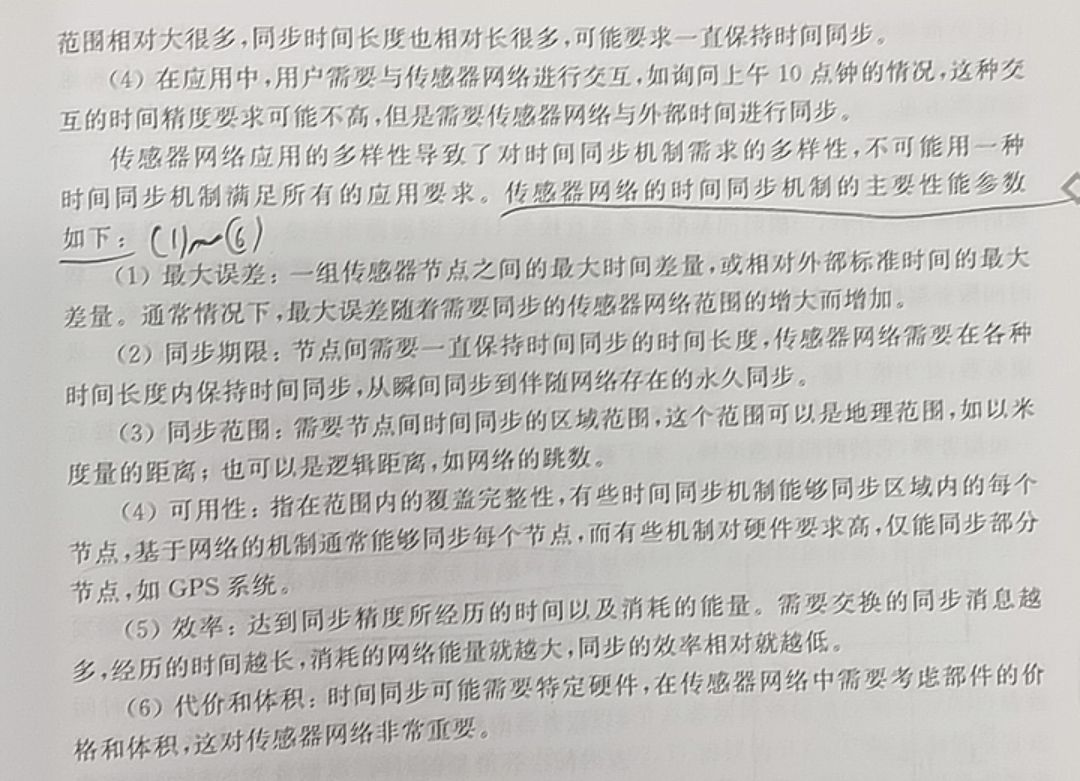 范围相对大很多,同步时间长度也相对长很多,可能要求一直保持时间同步。
(4) 在应用中,用户需要与传感器网络进行交互,如询问上午 10 点钟的情况,这种交
互的时间精度要求可能不高,但是需要传感器网络与外部时间进行同步。
传感器网络应用的多样性导致了对时间同步机制需求的多样性,不可能用一种
时间同步机制满足所有的应用要求。传感器网络的时间同步机制的主要性能参数
如下: (1)~(6)
(1) 最大误差: 一组传感器节点之间的最大时间差量,或相对外部标准时间的最大
差量。通常情况下,最大误差随着需要同步的传感器网络范围的增大而增加。
(2) 同步期限: 节点间需要一直保持时间同步的时间长度,传感器网络需要在各种
时间长度内保持时间同步,从瞬间同步到伴随网络存在的永久同步。
(3) 同步范围: 需要节点间时间同步的区域范围,这个范围可以是地理范围,如以米
度量的距离; 也可以是逻辑距离,如网络的跳数。
(4) 可用性: 指在范围内的覆盖完整性,有些时间同步机制能够同步区域内的每个
节点,基于网络的机制通常能够同步每个节点,而有些机制对硬件要求高,仅能同步部分
节点,如 GPS 系统。
(5) 效率: 达到同步精度所经历的时间以及消耗的能量。需要交换的同步消息越
多,经历的时间越长,消耗的网络能量就越大,同步的效率相对就越低。
(6) 代价和体积: 时间同步可能需要特定硬件,在传感器网络中需要考虑部件的价
格和体积,这对传感器网络非常重要。